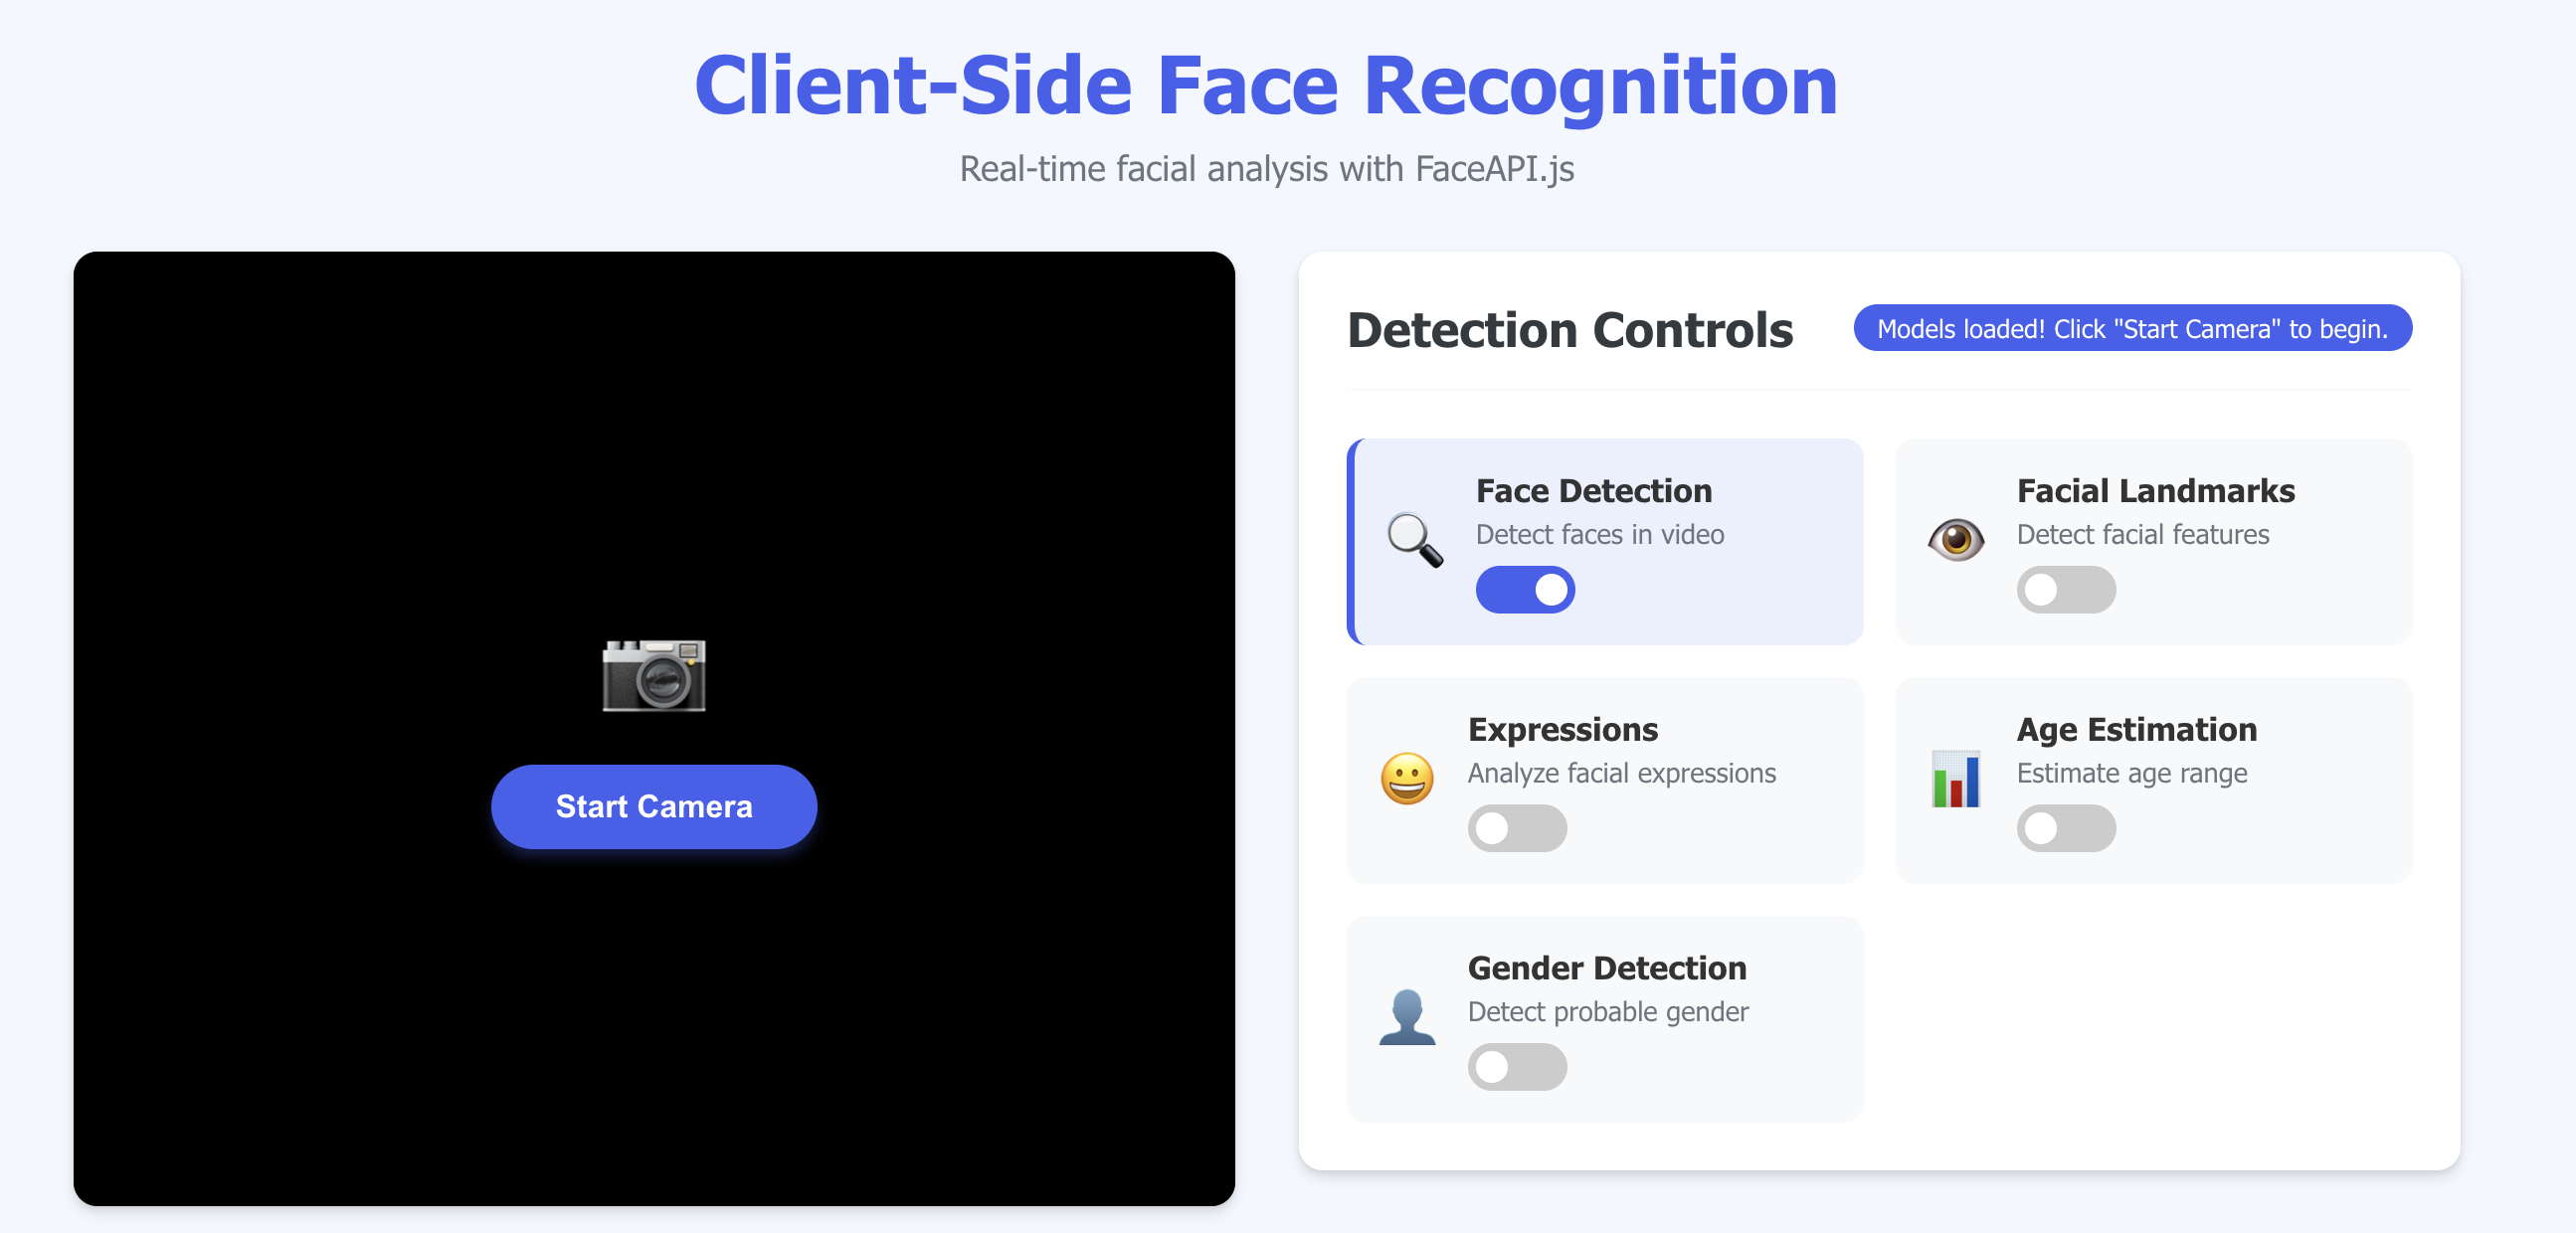 Client-Side Face Recognition
Real-time facial analysis with FaceAPI.js
Start Camera
Detection Controls
Models loaded! Click "Start Camera" to begin.
Face Detection
Detect faces in video
Facial Landmarks
Detect facial features
Expressions
Analyze facial expressions
Age Estimation
Estimate age range
Gender Detection
Detect probable gender